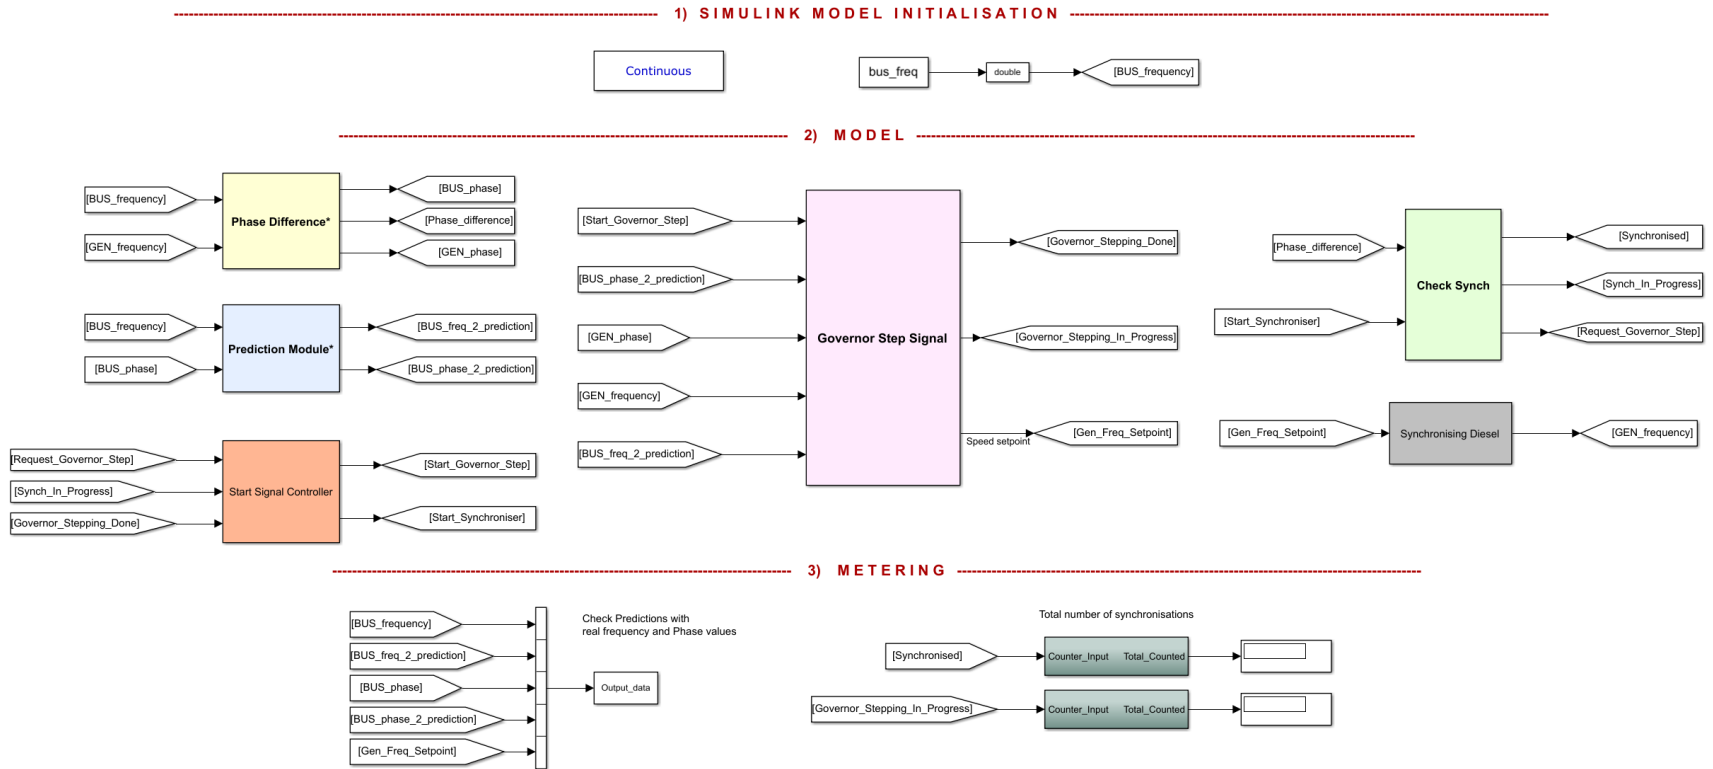 1) SIMULINK MODEL INITIALISATION
Continuous
bus_freq
double
[BUS_frequency]
2) MODEL
[BUS_frequency]
[GEN_frequency]
Phase Difference*
[BUS_phase]
[Phase_difference]
[GEN_phase]
[BUS_frequency]
[BUS_phase]
Prediction Module*
[BUS_freq_2_prediction]
[BUS_phase_2_prediction]
[Request_Governor_Step]
[Synch_In_Progress]
[Governor_Stepping_Done]
Start Signal Controller
[Start_Governor_Step]
[Start_Synchroniser]
[Start_Governor_Step]
[BUS_phase_2_prediction]
[GEN_phase]
[GEN_frequency]
[BUS_freq_2_prediction]
Governor Step Signal
[Governor_Stepping_Done]
[Governor_Stepping_In_Progress]
Speed setpoint
[Gen_Freq_Setpoint]
[Phase_difference]
[Start_Synchroniser]
Check Synch
[Synchronised]
[Synch_In_Progress]
[Request_Governor_Step]
[Gen_Freq_Setpoint]
Synchronising Diesel
[GEN_frequency]
3) METERING
[BUS_frequency]
[BUS_freq_2_prediction]
[BUS_phase]
[BUS_phase_2_prediction]
[Gen_Freq_Setpoint]
Check Predictions with
real frequency and Phase values
Output_data
Total number of synchronisations
[Synchronised]
Counter_Input Total_Counted
[Governor_Stepping_In_Progress]
Counter_Input Total_Counted